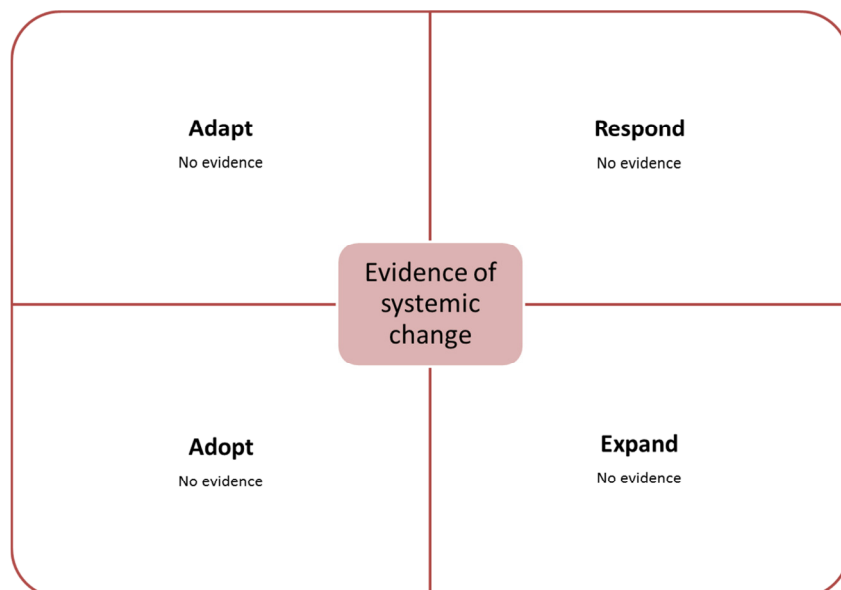 Adapt
No evidence
Respond
No evidence
Evidence of
systemic
change
Adopt
No evidence
Expand
No evidence